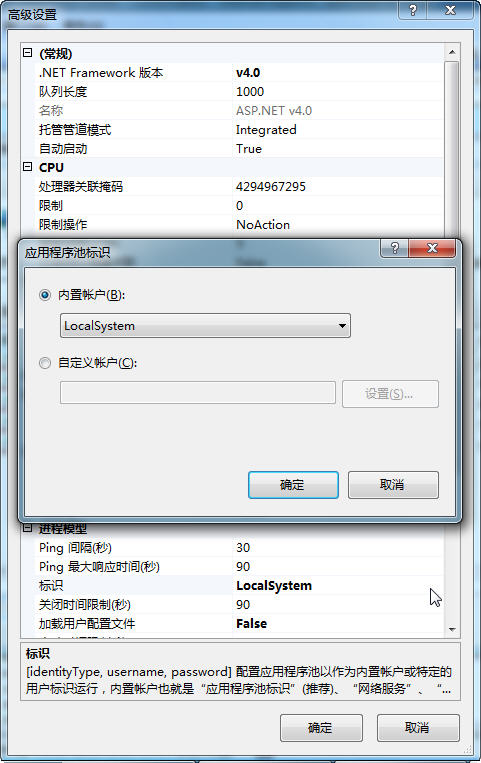 高级设置
(常规)
.NET Framework 版本 v4.0
队列长度 1000
名称 ASP.NET v4.0
托管管道模式 Integrated
自动启动 True
CPU
处理器关联掩码 4294967295
限制 0
限制操作 NoAction
应用程序池标识
内置帐户(B):
LocalSystem
自定义帐户(C):
设置(S)...
确定 取消
进程模型
Ping 间隔(秒) 30
Ping 最大响应时间(秒) 90
标识 LocalSystem
关闭时间限制(秒) 90
加载用户配置文件 False
标识
[identityType, username, password] 配置应用程序池以作为内置帐户或特定的
用户标识运行，内置帐户也就是“应用程序池标识”(推荐)、“网络服务”、“...
确定 取消